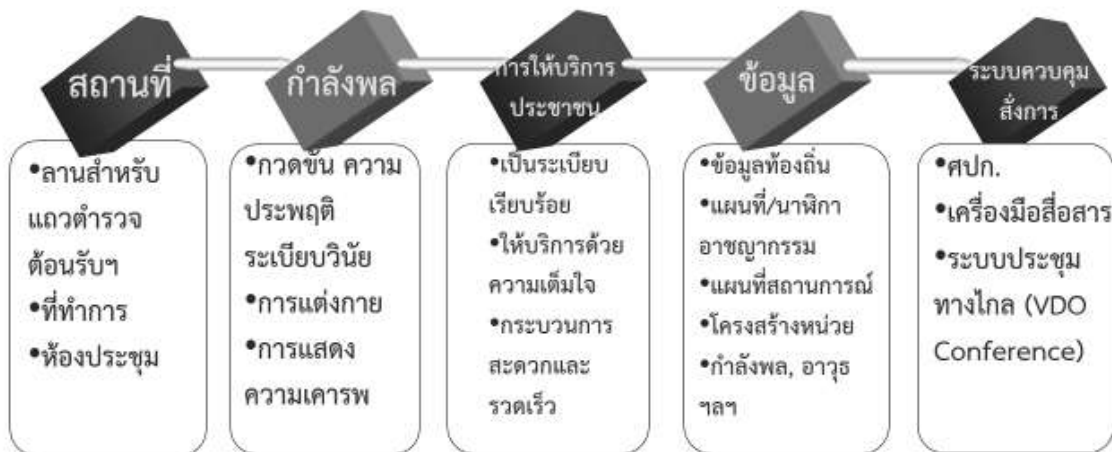 สถานที่
กำลังพล
การให้บริการ
ประชาชน
ข้อมูล
ระบบควบคุม
สั่งการ
•ลานสำหรับ
แถวตำรวจ
ต้อนรับฯ
•ที่ทำการ
•ห้องประชุม
•กวดขัน ความ
ประพฤติ
ระเบียบวินัย
•การแต่งกาย
•การแสดง
ความเคารพ
•เป็นระเบียบ
เรียบร้อย
•ให้บริการด้วย
ความเต็มใจ
•กระบวนการ
สะดวกและ
รวดเร็ว
•ข้อมูลท้องถิ่น
•แผนที่/นาฬิกา
อาชญากรรม
•แผนที่สถานการณ์
•โครงสร้างหน่วย
•กำลังพล, อาวุธ
ฯลฯ
•ศปก.
•เครื่องมือสื่อสาร
•ระบบประชุม
ทางไกล (VDO
Conference)